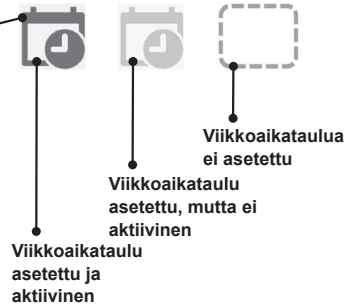 Viikkoaikataulua
ei asetettu
Viikkoaikataulu
asetettu, mutta ei
aktiivinen
Viikkoaikataulu
asetettu ja
aktiivinen